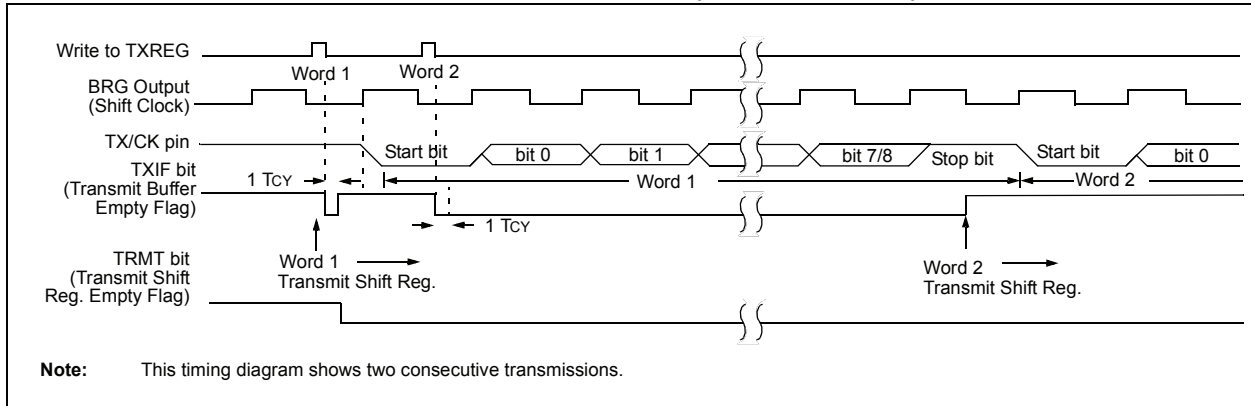 Write to TXREG
Word 1
Word 2
BRG Output
(Shift Clock)
TX/CK pin
Start bit
bit 0
bit 1
bit 7/8
Stop bit
Start bit
bit 0
TXIF bit
(Transmit Buffer
Empty Flag)
1 TCY
Word 1
Word 2
1 TCY
TRMT bit
(Transmit Shift
Reg. Empty Flag)
Word 1
Transmit Shift Reg.
Word 2
Transmit Shift Reg.
Note: This timing diagram shows two consecutive transmissions.